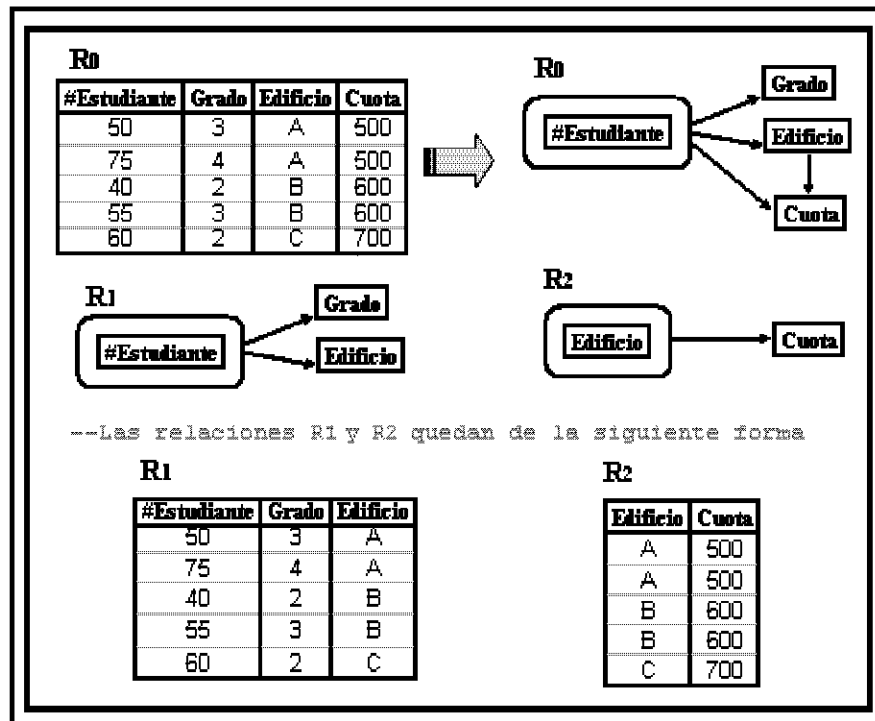 R0
#Estudiante Grado Edificio Cuota
50 3 A 500
75 4 A 500
40 2 B 600
55 3 B 600
60 2 C 700
R0
#Estudiante
Grado
Edificio
Cuota
R1
#Estudiante
Grado
Edificio
R2
Edificio
Cuota
--Las relaciones R1 y R2 quedan de la siguiente forma
R1
#Estudiante Grado Edificio
50 3 A
75 4 A
40 2 B
55 3 B
60 2 C
R2
Edificio Cuota
A 500
A 500
B 600
B 600
C 700